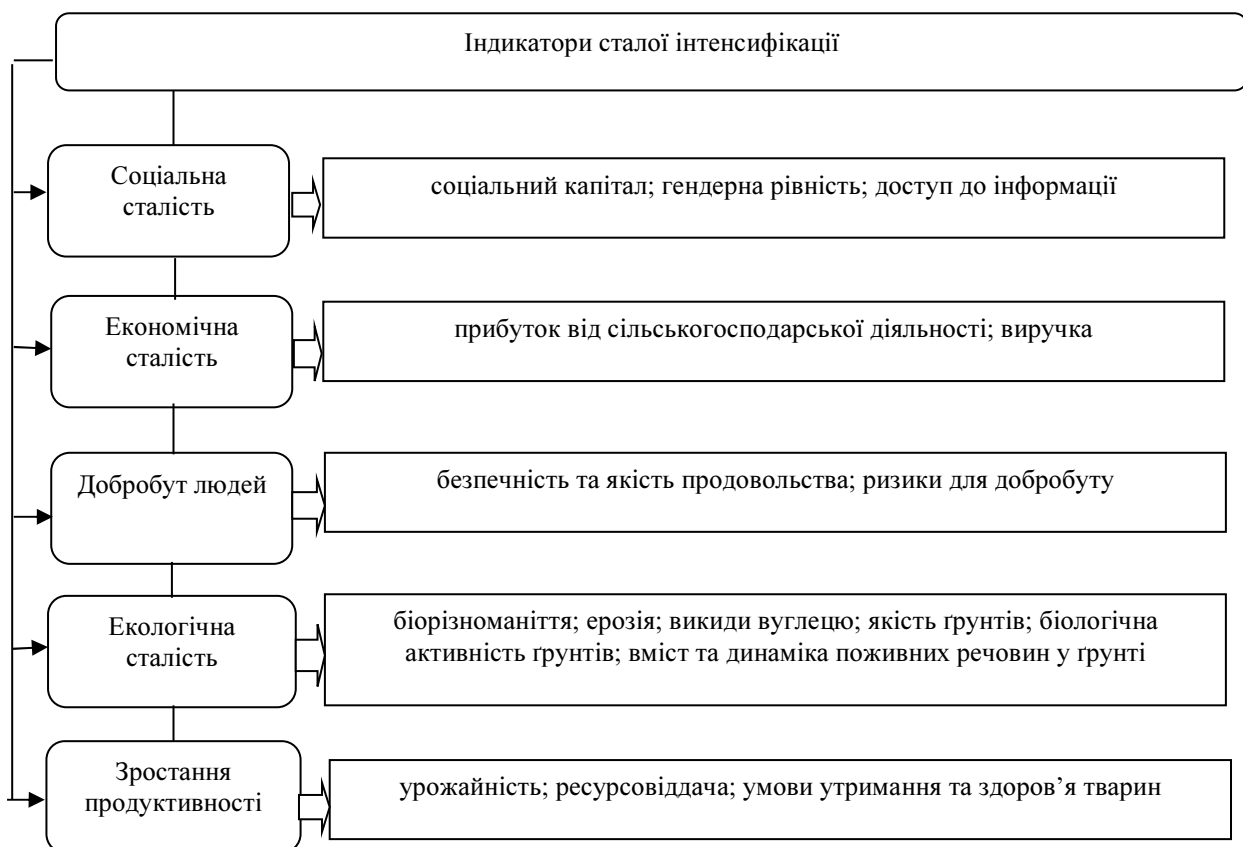 Індикатори сталої інтенсифікації
Соціальна
сталість
соціальний капітал; гендерна рівність; доступ до інформації
Економічна
сталість
прибуток від сільськогосподарської діяльності; виручка
Добробут людей
безпечність та якість продовольства; ризики для добробуту
Екологічна
сталість
біорізноманіття; ерозія; викиди вуглецю; якість ґрунтів; біологічна
активність ґрунтів; вміст та динаміка поживних речовин у ґрунті
Зростання
продуктивності
урожайність; ресурсовіддача; умови утримання та здоров’я тварин